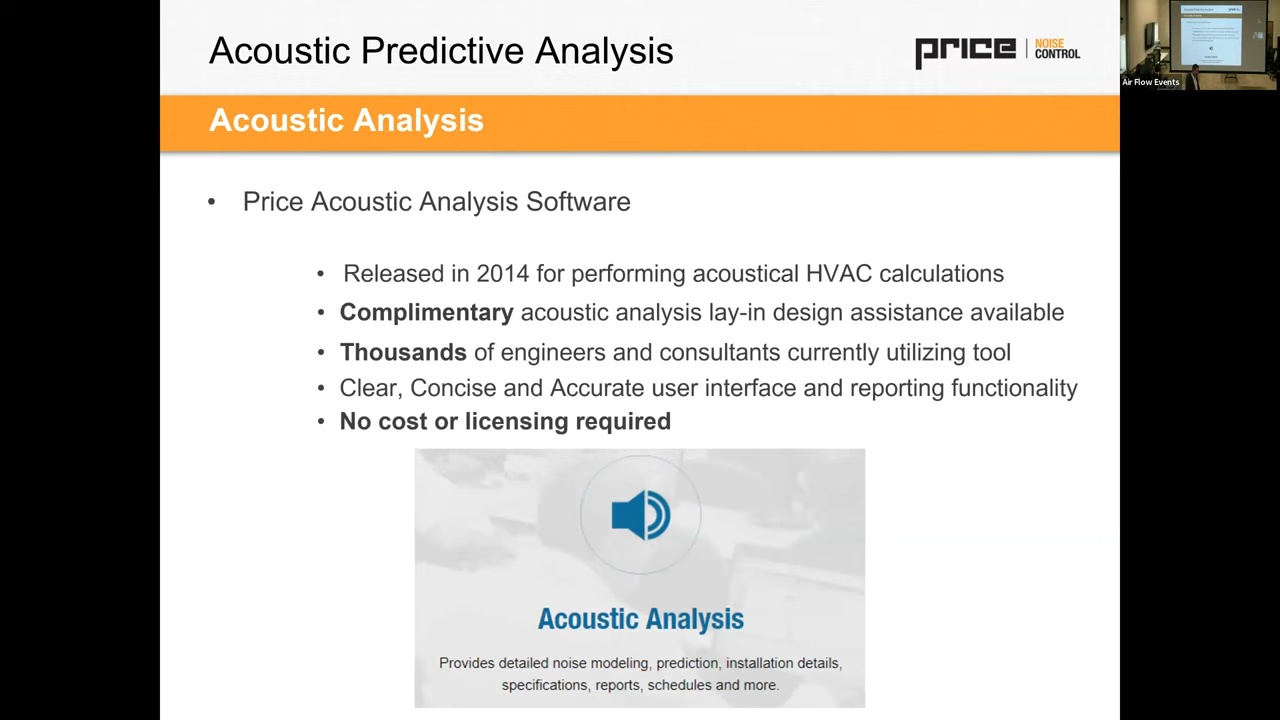 Acoustic Predictive Analysis
price
NOISE
CONTROL
Air Flow Events
Acoustic Analysis
• Price Acoustic Analysis Software
• Released in 2014 for performing acoustical HVAC calculations
• Complimentary acoustic analysis lay-in design assistance available
• Thousands of engineers and consultants currently utilizing tool
• Clear, Concise and Accurate user interface and reporting functionality
• No cost or licensing required
Acoustic Analysis
Provides detailed noise modeling, prediction, installation details,
specifications, reports, schedules and more.